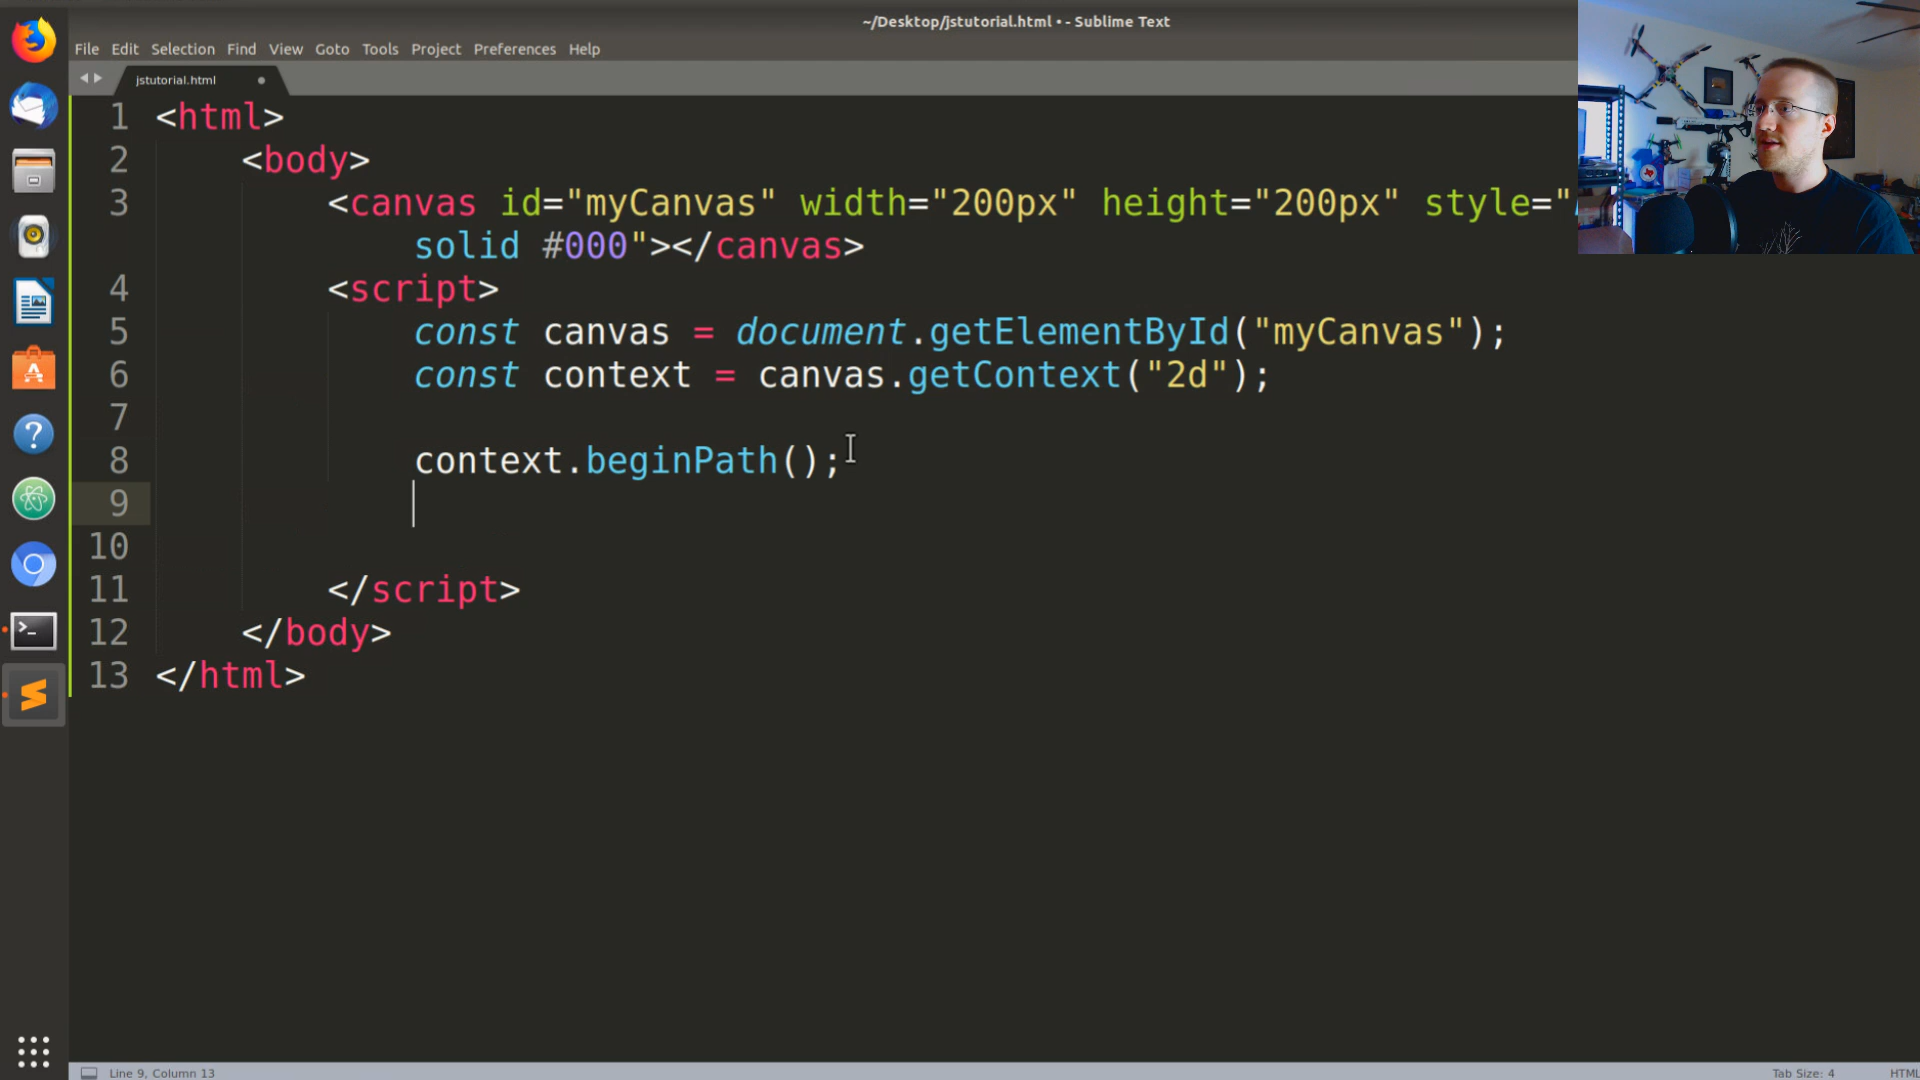 ~/Desktop/jstutorial.html • - Sublime Text
File Edit Selection Find View Goto Tools Project Preferences Help
jstutorial.html
1 <html>
2 <body>
3 <canvas id="myCanvas" width="200px" height="200px" style="
solid #000"></canvas>
4 <script>
5 const canvas = document.getElementById("myCanvas");
6 const context = canvas.getContext("2d");
7
8 context.beginPath();
9
10
11 </script>
12 </body>
13 </html>
Line 9, Column 13
Tab Size: 4
HTML